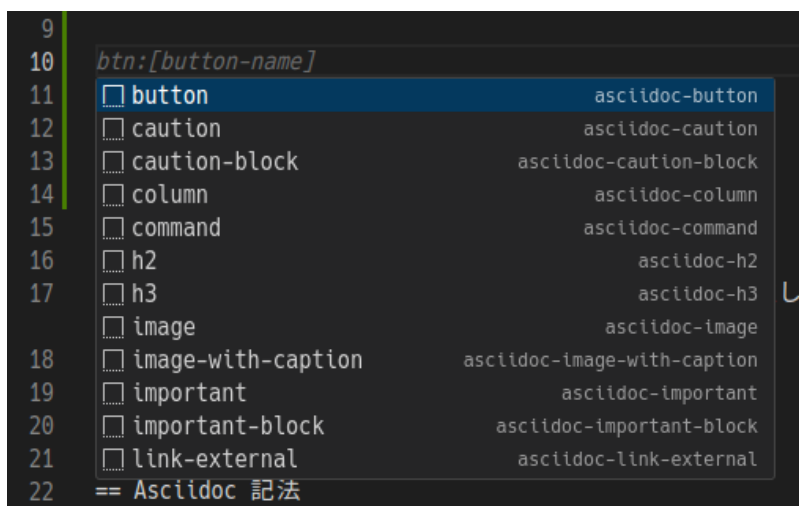 9
10 btn:[button-name]
11 button asciidoc-button
12 caution asciidoc-caution
13 caution-block asciidoc-caution-block
14 column asciidoc-column
15 command asciidoc-command
16 h2 asciidoc-h2
17 h3 asciidoc-h3 し
image asciidoc-image
18 image-with-caption asciidoc-image-with-caption
19 important asciidoc-important
20 important-block asciidoc-important-block
21 link-external asciidoc-link-external
22 == Asciidoc 記法